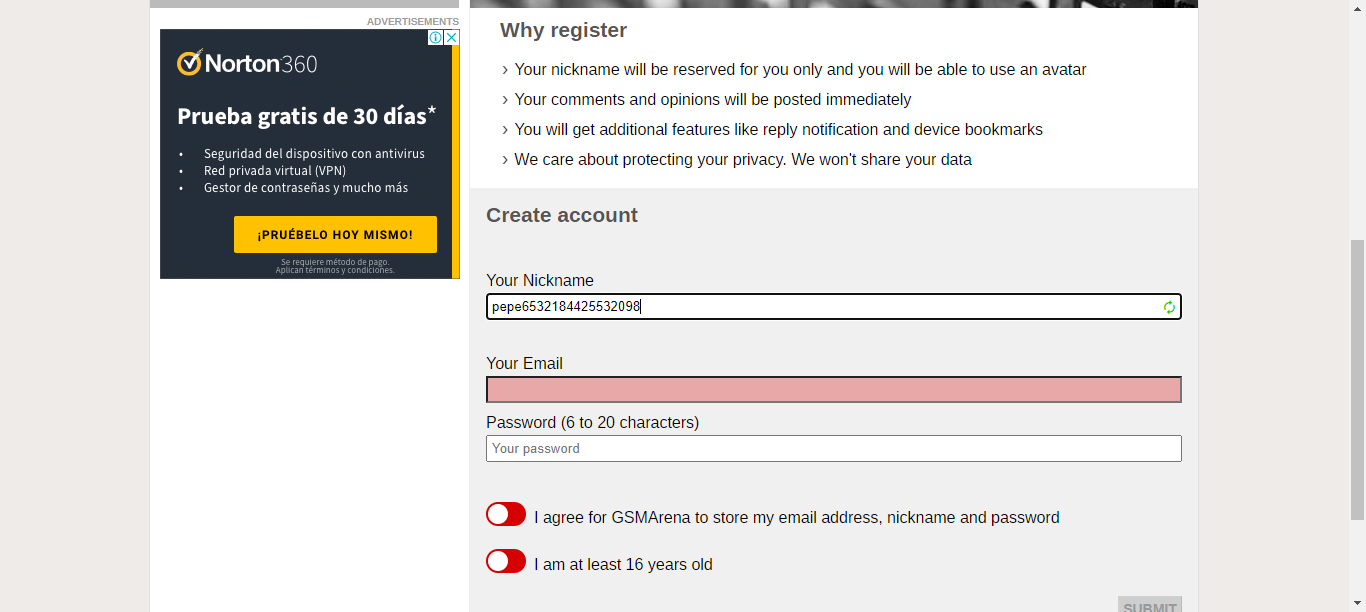 ADVERTISEMENTS
Norton360
Prueba gratis de 30 días*
• Seguridad del dispositivo con antivirus
• Red privada virtual (VPN)
• Gestor de contraseñas y mucho más
¡PRUÉBELO HOY MISMO!
Se requiere método de pago.
Aplican términos y condiciones.
Why register
› Your nickname will be reserved for you only and you will be able to use an avatar
› Your comments and opinions will be posted immediately
› You will get additional features like reply notification and device bookmarks
› We care about protecting your privacy. We won't share your data
Create account
Your Nickname
pepe6532184425532098
Your Email
Password (6 to 20 characters)
Your password
I agree for GSMArena to store my email address, nickname and password
I am at least 16 years old
SUBMIT